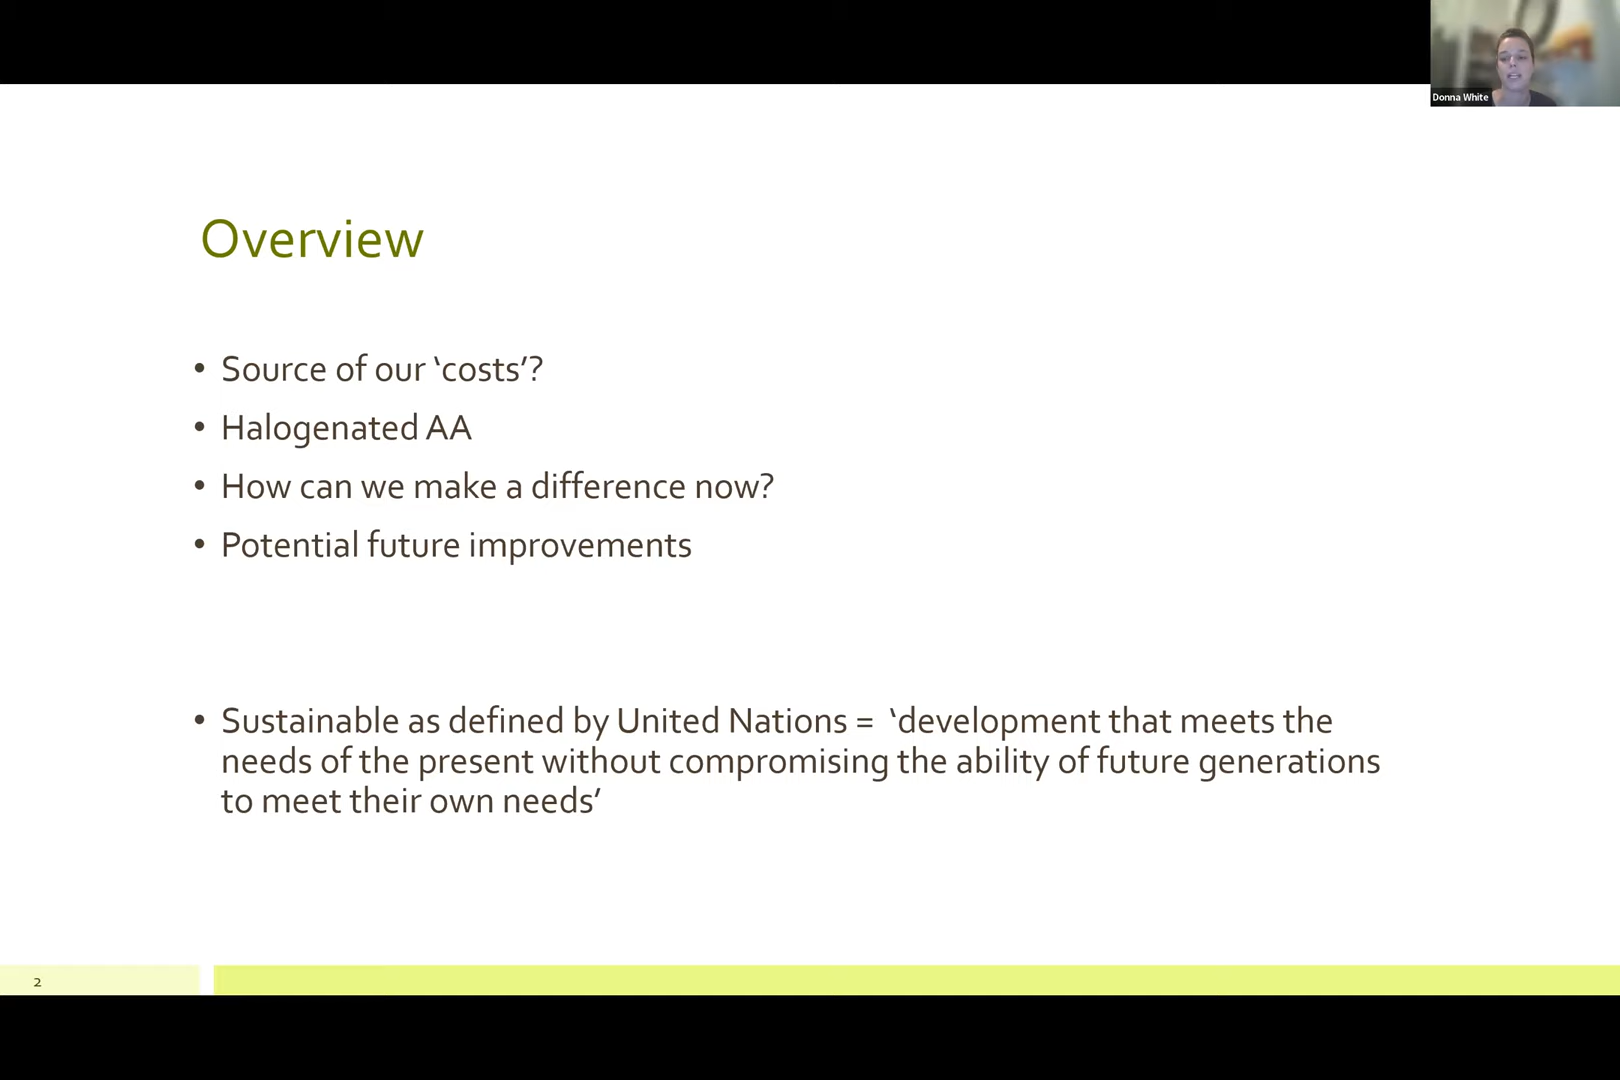 Donna White
Overview
• Source of our ‘costs’?
• Halogenated AA
• How can we make a difference now?
• Potential future improvements
• Sustainable as defined by United Nations = ‘development that meets the
needs of the present without compromising the ability of future generations
to meet their own needs’
2